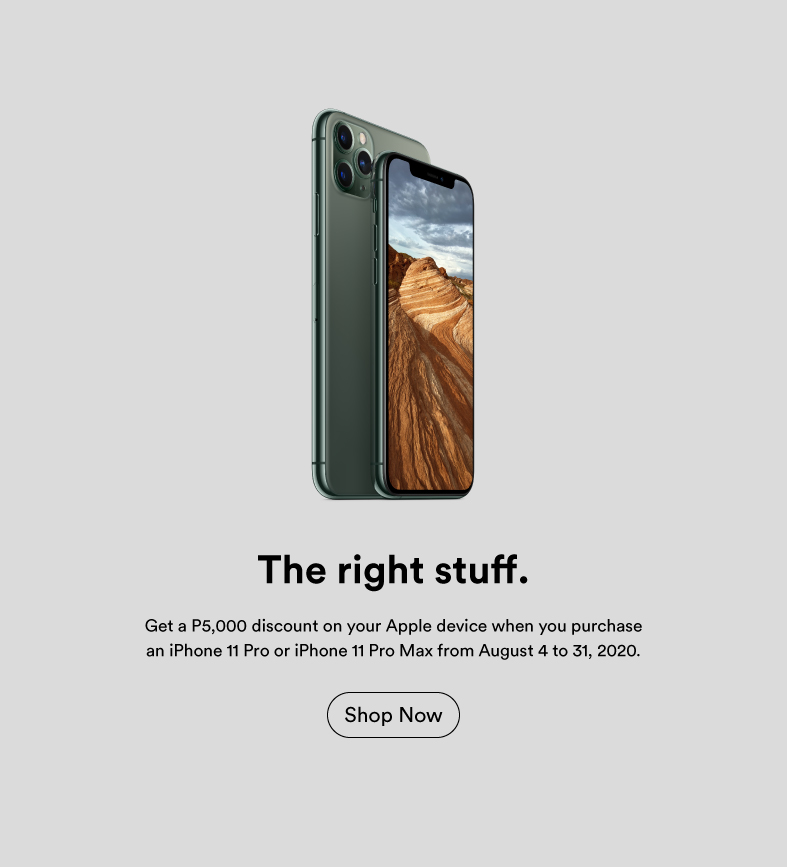 The right stuff.
Get a P5,000 discount on your Apple device when you purchase
an iPhone 11 Pro or iPhone 11 Pro Max from August 4 to 31, 2020.
Shop Now